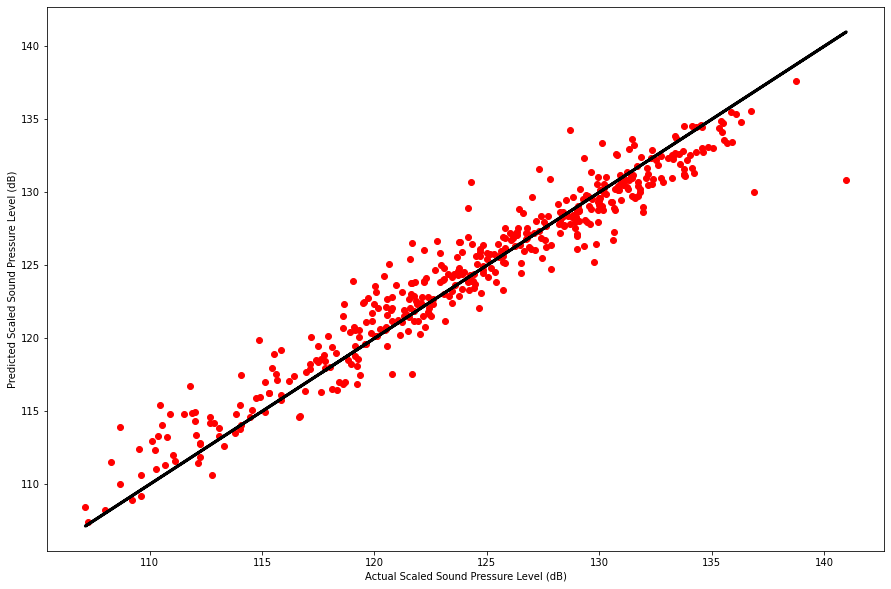 140
135
130
125
120
115
110
Predicted Scaled Sound Pressure Level (dB)
110 115 120 125 130 135 140
Actual Scaled Sound Pressure Level (dB)